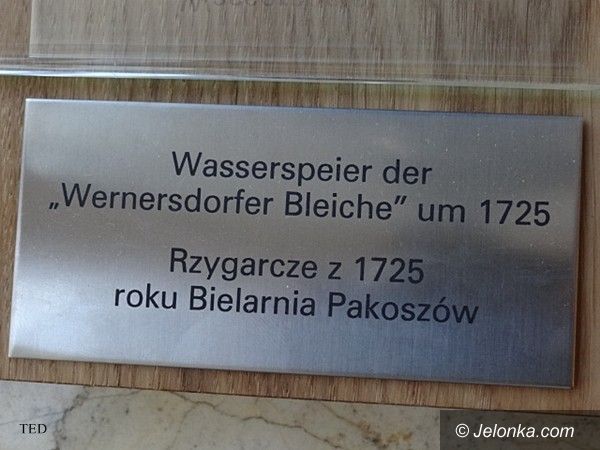 Wasserspeier der
„Wernersdorfer Bleiche” um 1725
Rzygarcze z 1725
roku Bielarnia Pakoszów
TED
© Jelonka.com